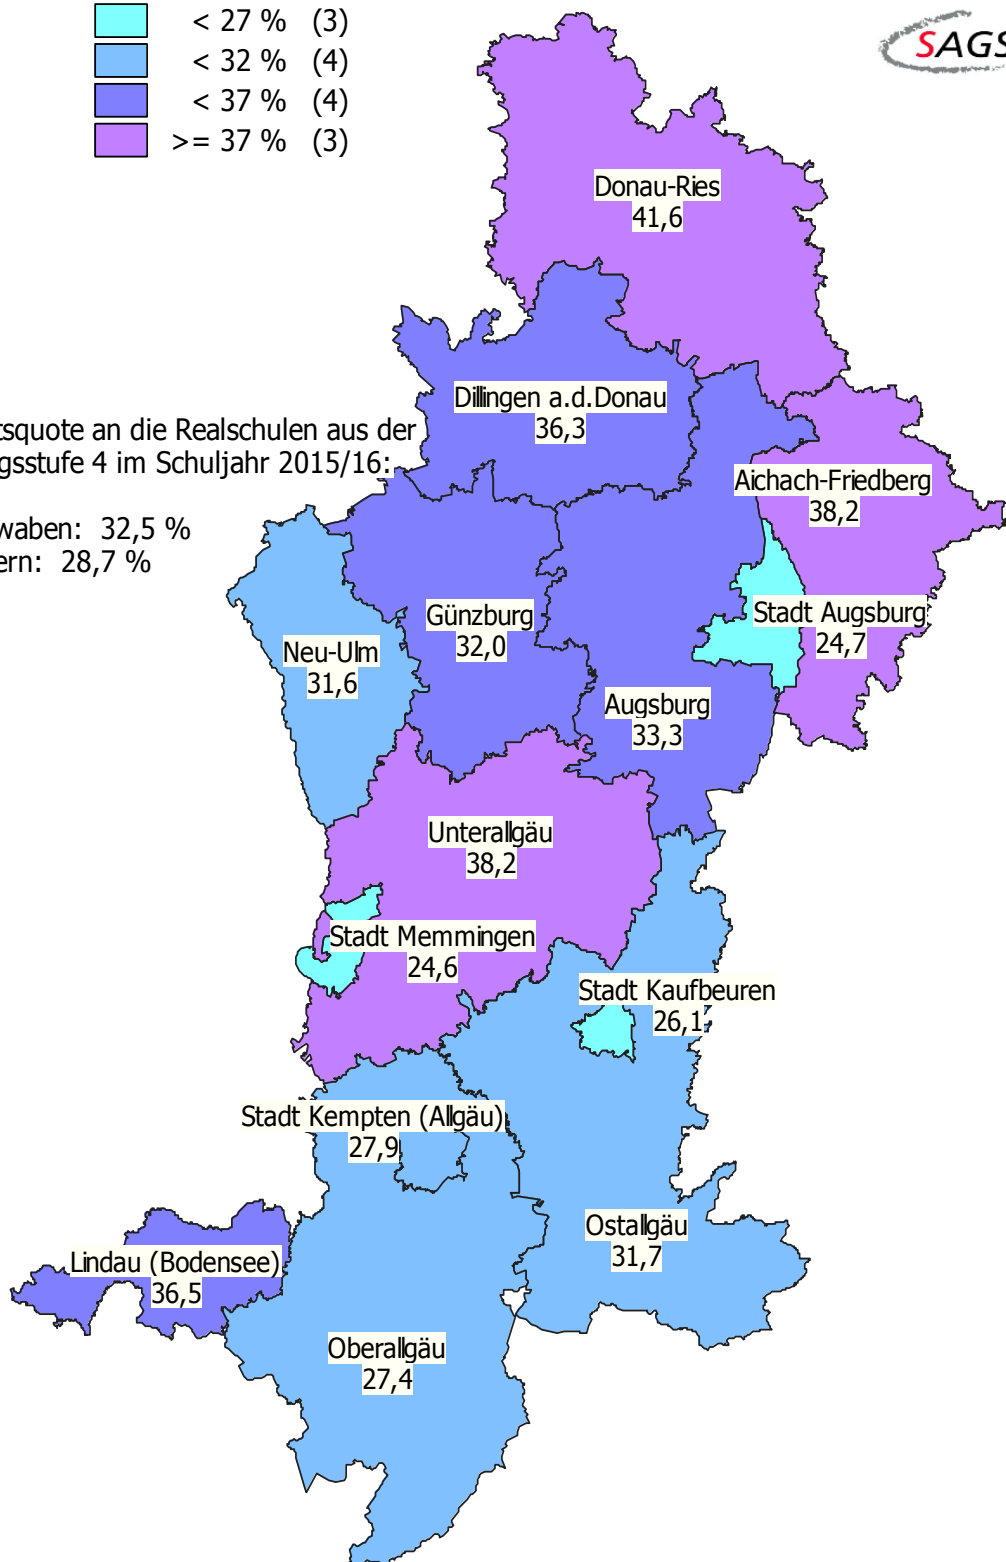 < 27 % (3)
< 32 % (4)
< 37 % (4)
>= 37 % (3)
SAGS
Donau-Ries
41,6
Dillingen a.d.Donau
36,3
tsquote an die Realschulen aus der
gsstufe 4 im Schuljahr 2015/16:
waben: 32,5 %
ern: 28,7 %
Aichach-Friedberg
38,2
Stadt Augsburg
24,7
Günzburg
32,0
Neu-Ulm
31,6
Augsburg
33,3
Unterallgäu
38,2
Stadt Memmingen
24,6
Stadt Kaufbeuren
26,1
Stadt Kempten (Allgäu)
27,9
Ostallgäu
31,7
Lindau (Bodensee)
36,5
Oberallgäu
27,4